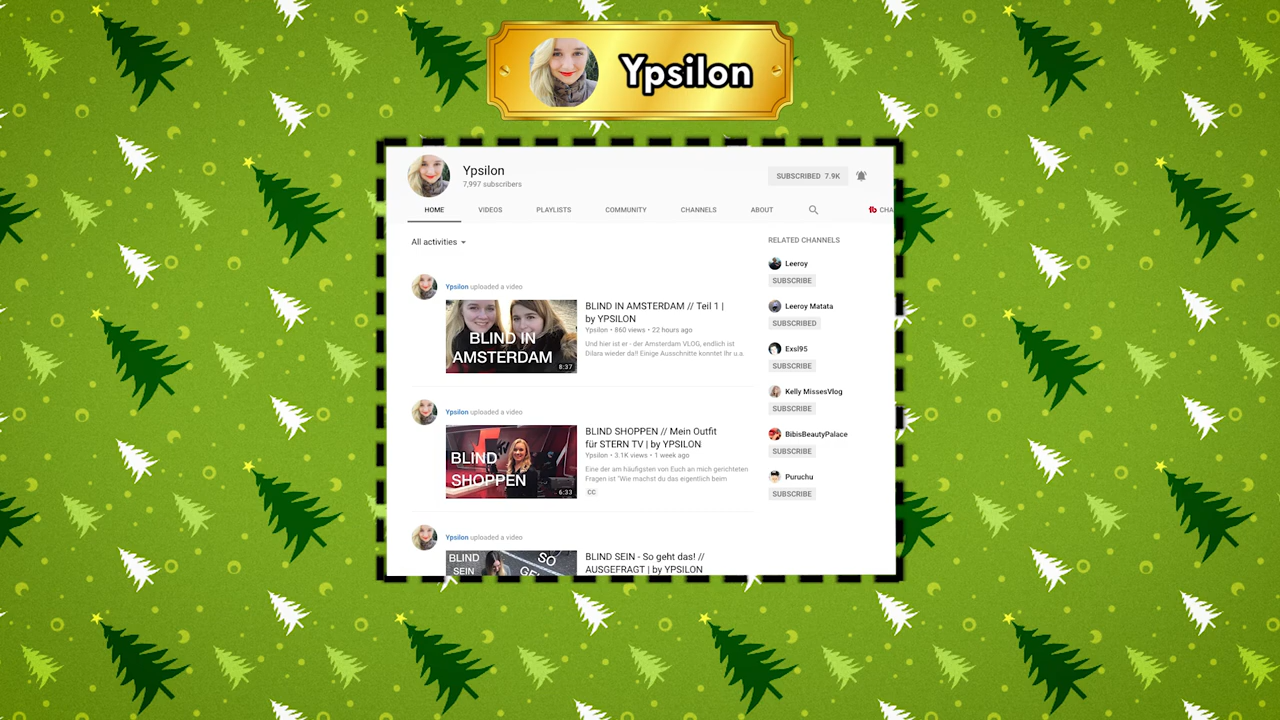 Ypsilon
Ypsilon
7,997 subscribers
SUBSCRIBED 7.9K
HOME VIDEOS PLAYLISTS COMMUNITY CHANNELS ABOUT CHA
All activities
RELATED CHANNELS
Ypsilon uploaded a video
BLIND IN
AMSTERDAM
8:37
BLIND IN AMSTERDAM // Teil 1 |
by YPSILON
Ypsilon • 860 views • 22 hours ago
Und hier ist er - der Amsterdam VLOG, endlich ist
Dilara wieder da!! Einige Ausschnitte konntet Ihr u.a.
Ypsilon uploaded a video
BLIND
SHOPPEN
6:33
BLIND SHOPPEN // Mein Outfit
für STERN TV | by YPSILON
Ypsilon • 3.1K views • 1 week ago
Eine der am häufigsten von Euch an mich gerichteten
Fragen ist "Wie machst du das eigentlich beim
CC
Ypsilon uploaded a video
BLIND
SEIN
SO
BLIND SEIN - So geht das! //
AUSGEFRAGT | by YPSILON
Leeroy
SUBSCRIBE
Leeroy Matata
SUBSCRIBED
Exsl95
SUBSCRIBE
Kelly MissesVlog
SUBSCRIBE
BibisBeautyPalace
SUBSCRIBE
Puruchu
SUBSCRIBE